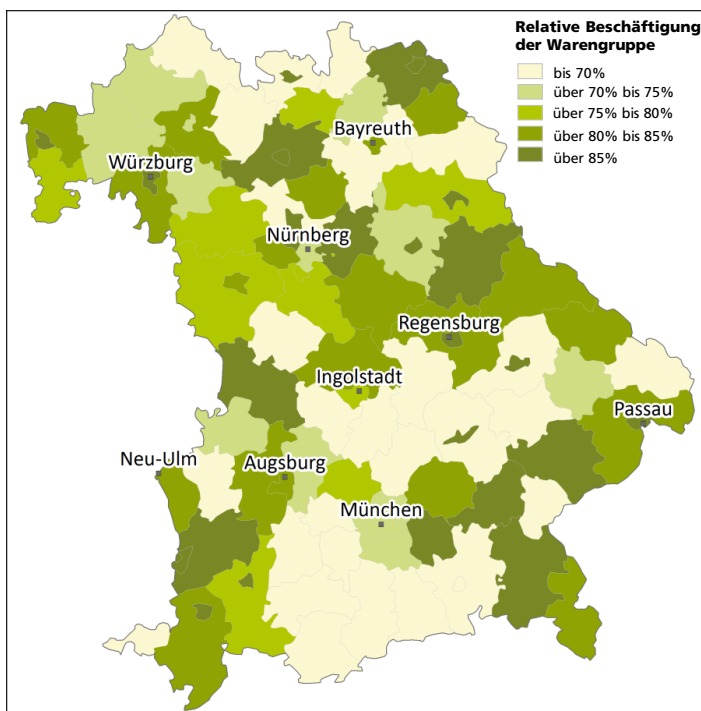 Relative Beschäftigung
der Warengruppe
bis 70%
über 70% bis 75%
über 75% bis 80%
über 80% bis 85%
über 85%
Bayreuth
Würzburg
Nürnberg
Regensburg
Ingolstadt
Passau
Neu-Ulm
Augsburg
München